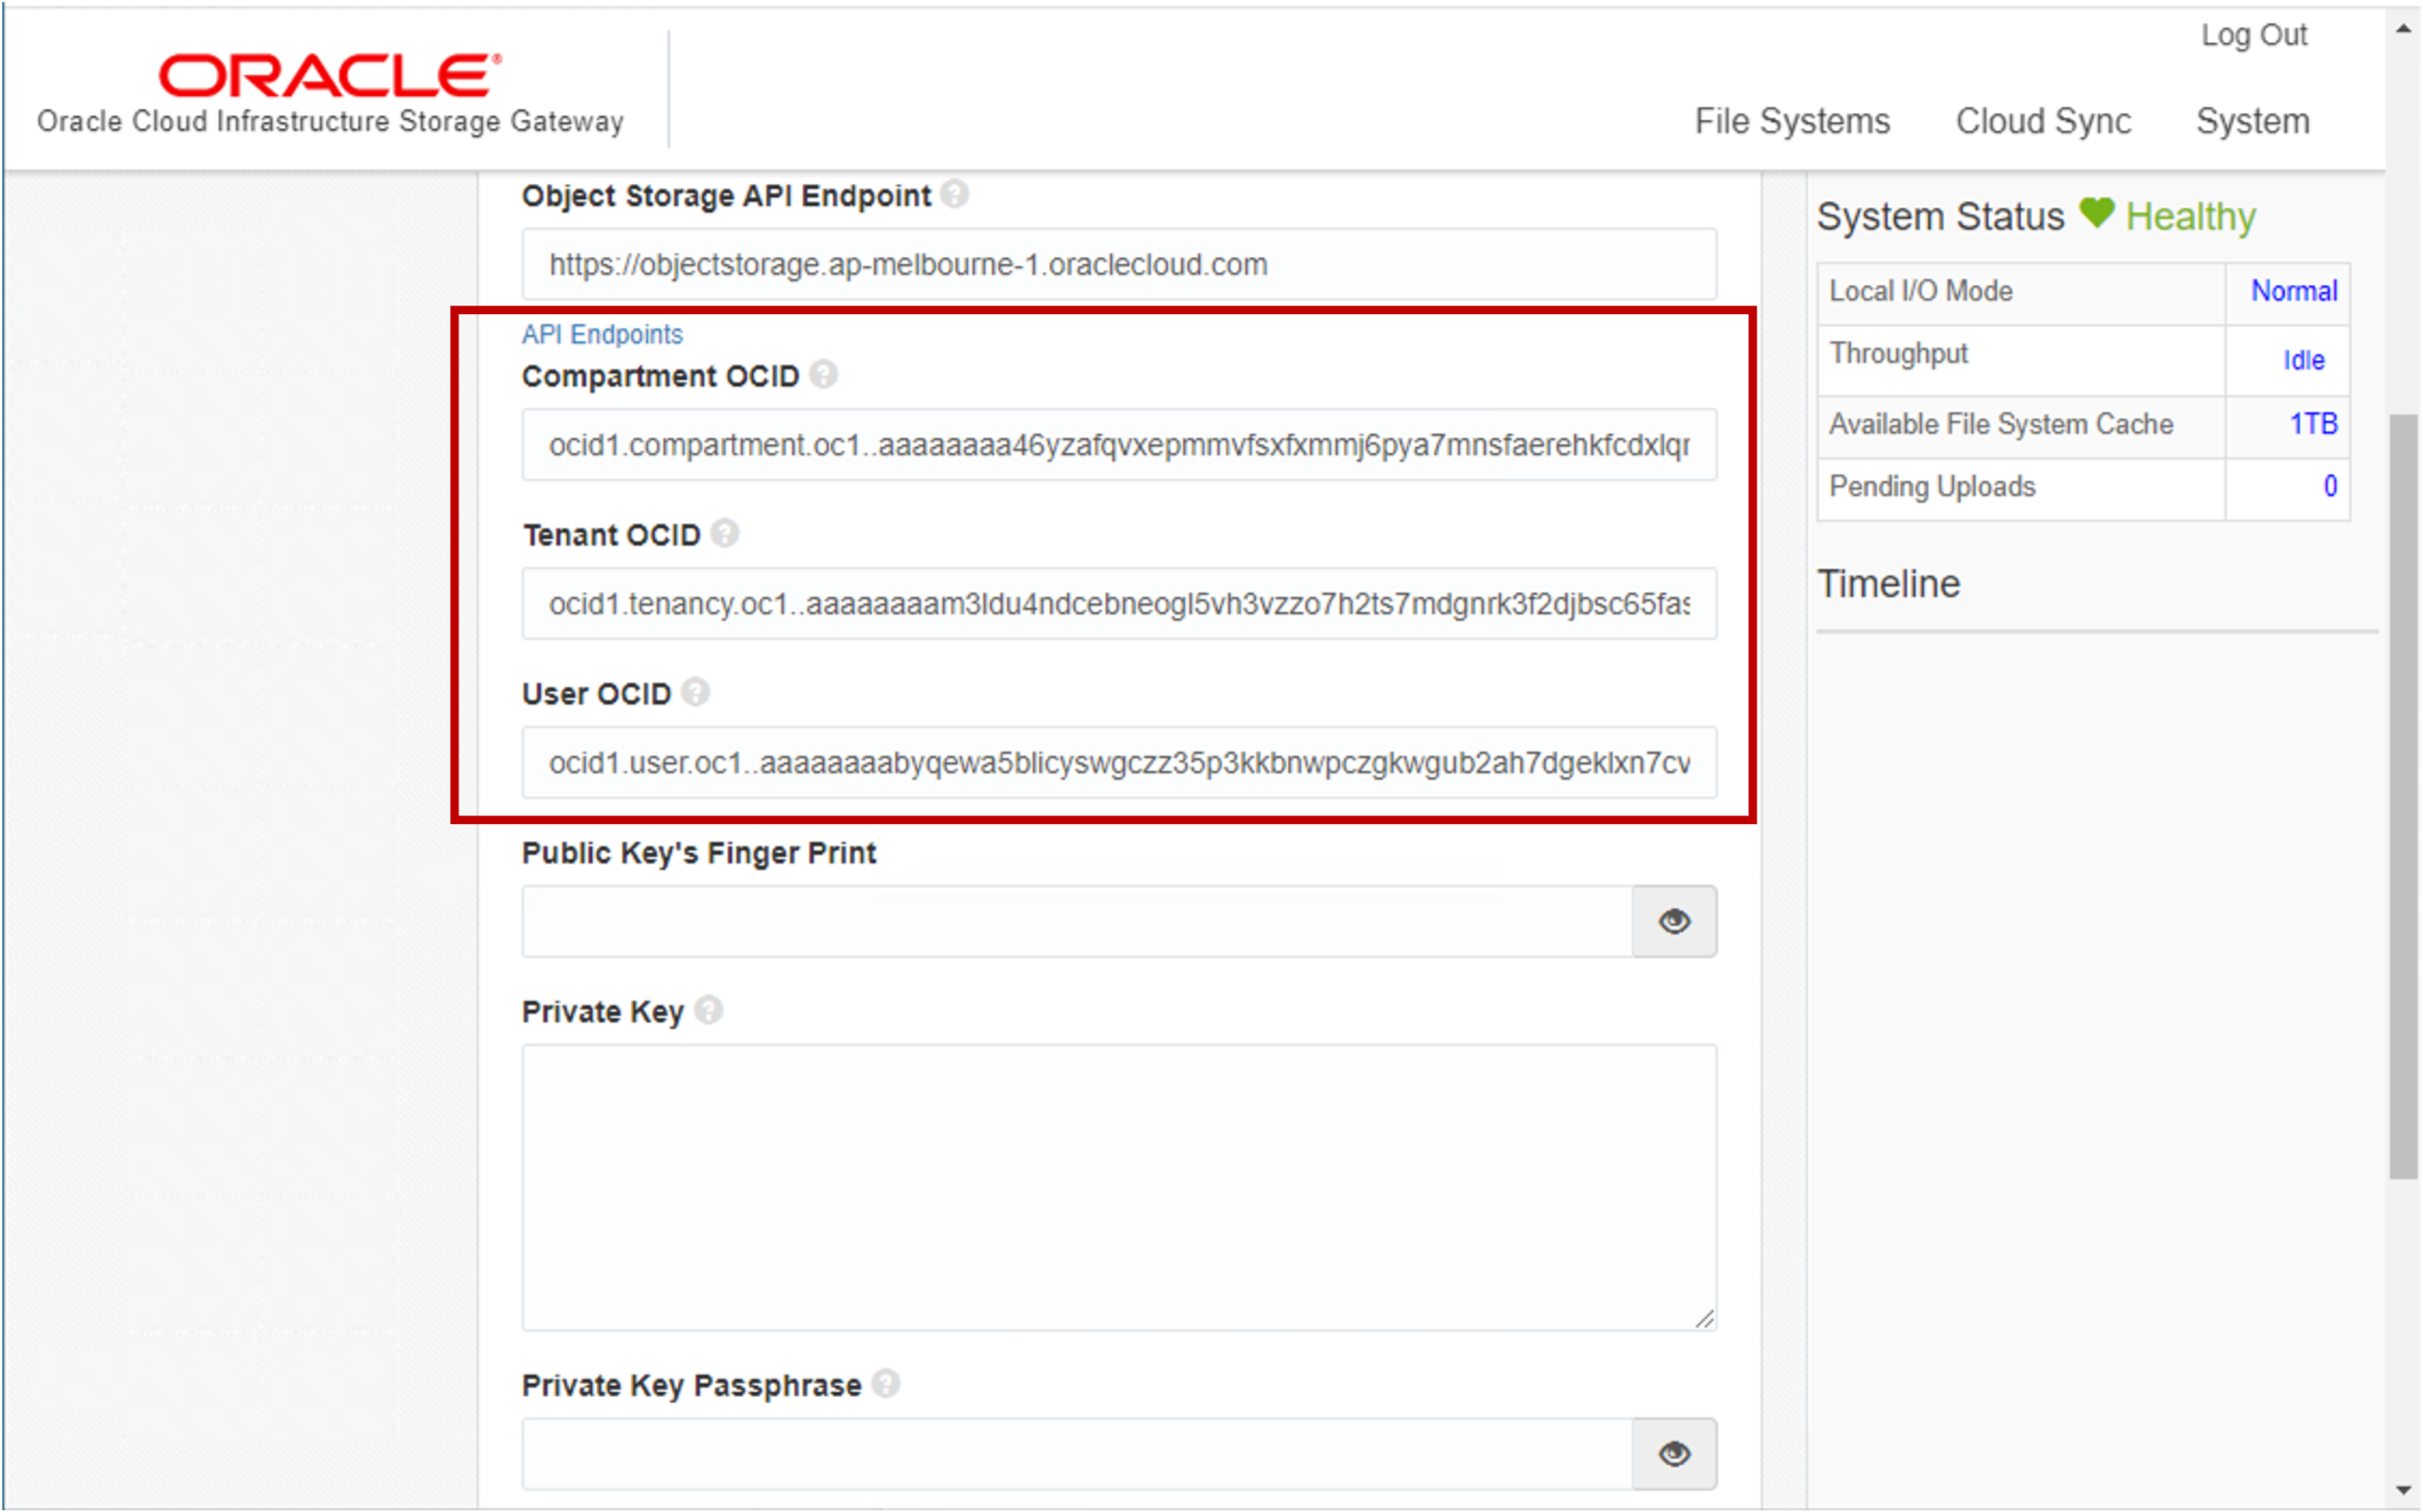 ORACLE®
Oracle Cloud Infrastructure Storage Gateway
Log Out
File Systems Cloud Sync System
Object Storage API Endpoint ?
https://objectstorage.ap-melbourne-1.oraclecloud.com
API Endpoints
Compartment OCID ?
ocid1.compartment.oc1..aaaaaaaa46yzafqvxepmmvfsxfxmmj6pya7mnsfaerehkfcdxlqr
Tenant OCID ?
ocid1.tenancy.oc1..aaaaaaaam3ldu4ndcebneogl5vh3vzzo7h2ts7mdgnrk3f2djbsc65fas
User OCID ?
ocid1.user.oc1..aaaaaaaabyqewa5blicyswgczz35p3kkbnwpczgkwgub2ah7dgeklxn7cv
Public Key's Finger Print
Private Key ?
Private Key Passphrase ?
System Status Healthy
Local I/O Mode Normal
Throughput Idle
Available File System Cache 1TB
Pending Uploads 0
Timeline